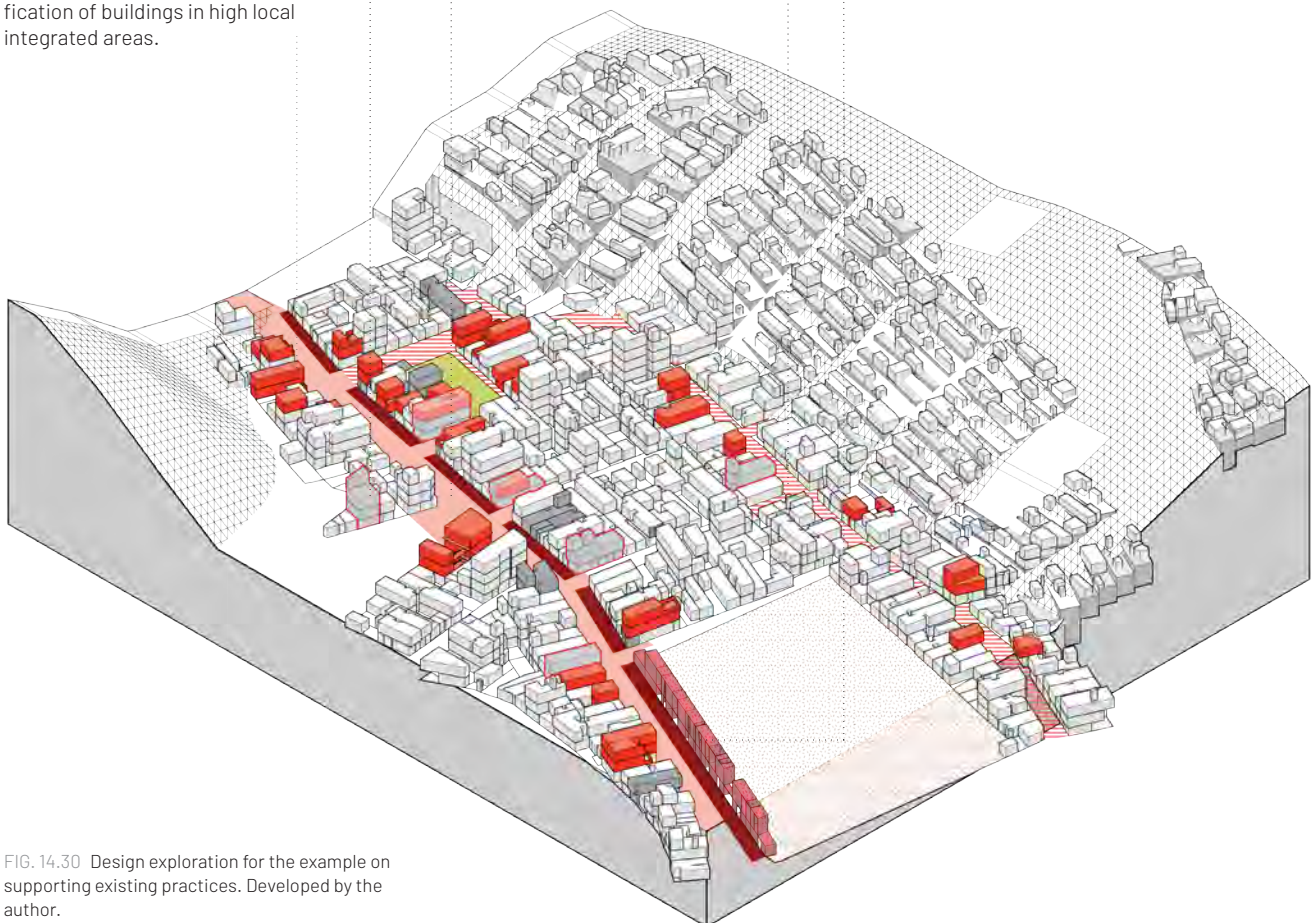 fication of buildings in high local
integrated areas.
FIG. 14.30 Design exploration for the example on
supporting existing practices. Developed by the
author.